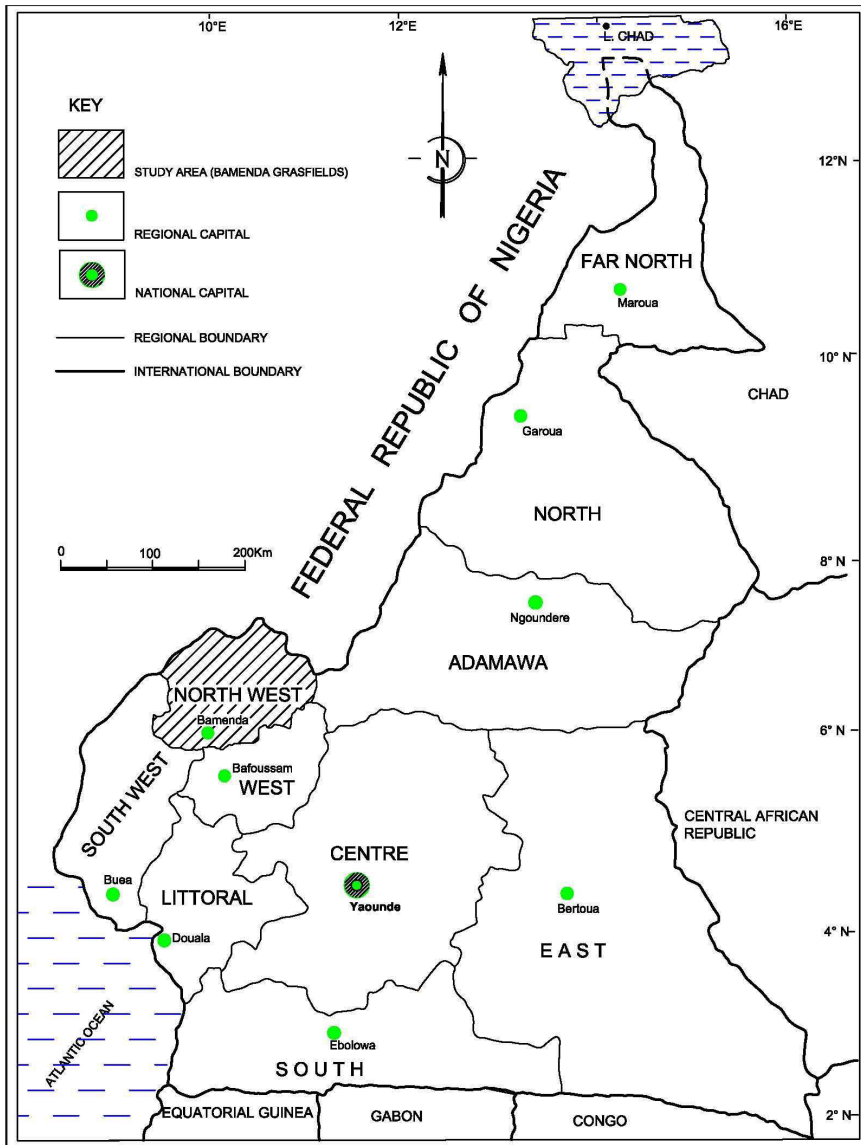 10°E
12°E
16°E
L. CHAD
KEY
STUDY AREA (BAMENDA GRASFIELDS)
REGIONAL CAPITAL
NATIONAL CAPITAL
REGIONAL BOUNDARY
INTERNATIONAL BOUNDARY
N
12°N
FEDERAL REPUBLIC OF NIGERIA
FAR NORTH
Maroua
10°N
CHAD
Garoua
NORTH
0 100 200Km
8° N
Ngoundere
ADAMAWA
NORTH WEST
Bamenda
6° N
SOUTH WEST
Bafoussam
WEST
CENTRAL AFRICAN
REPUBLIC
CENTRE
Yaounde
Buea
LITTORAL
Bertoua
Douala
4° N
EAST
ATLANTIC OCEAN
Ebolowa
SOUTH
EQUATORIAL GUINEA
GABON
CONGO
2° N